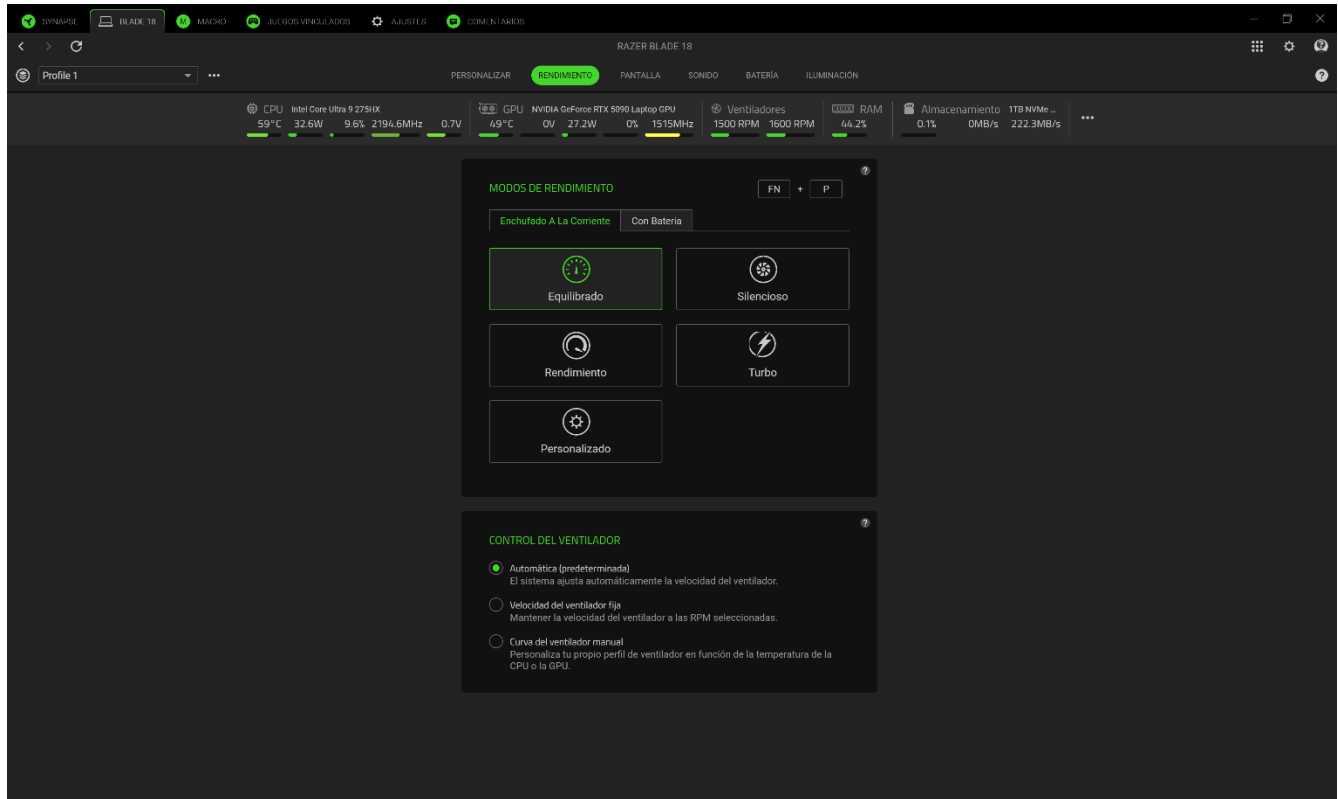 SYNAPSE BLADE 18 MACRO JUEGOS VINCULADOS AJUSTES COMENTARIOS
RAZER BLADE 18
Profile 1
PERSONALIZAR RENDIMIENTO PANTALLA SONIDO BATERÍA ILUMINACIÓN
CPU Intel Core Ultra 9 275HX GPU NVIDIA GeForce RTX 5090 Laptop GPU Ventiladores RAM Almacenamiento 1TB NVMe ...
59°C 32.6W 9.6% 2194.6MHz 0.7V 49°C 0V 27.2W 0% 1515MHz 1500 RPM 1600 RPM 44.2% 0.1% 0MB/s 222.3MB/s
MODOS DE RENDIMIENTO FN + P
Enchufado A La Corriente Con Batería
Equilibrado Silencioso
Rendimiento Turbo
Personalizado
CONTROL DEL VENTILADOR
Automática (predeterminada)
El sistema ajusta automáticamente la velocidad del ventilador.
Velocidad del ventilador fija
Mantener la velocidad del ventilador a las RPM seleccionadas.
Curva del ventilador manual
Personaliza tu propio perfil de ventilador en función de la temperatura de la
CPU o la GPU.